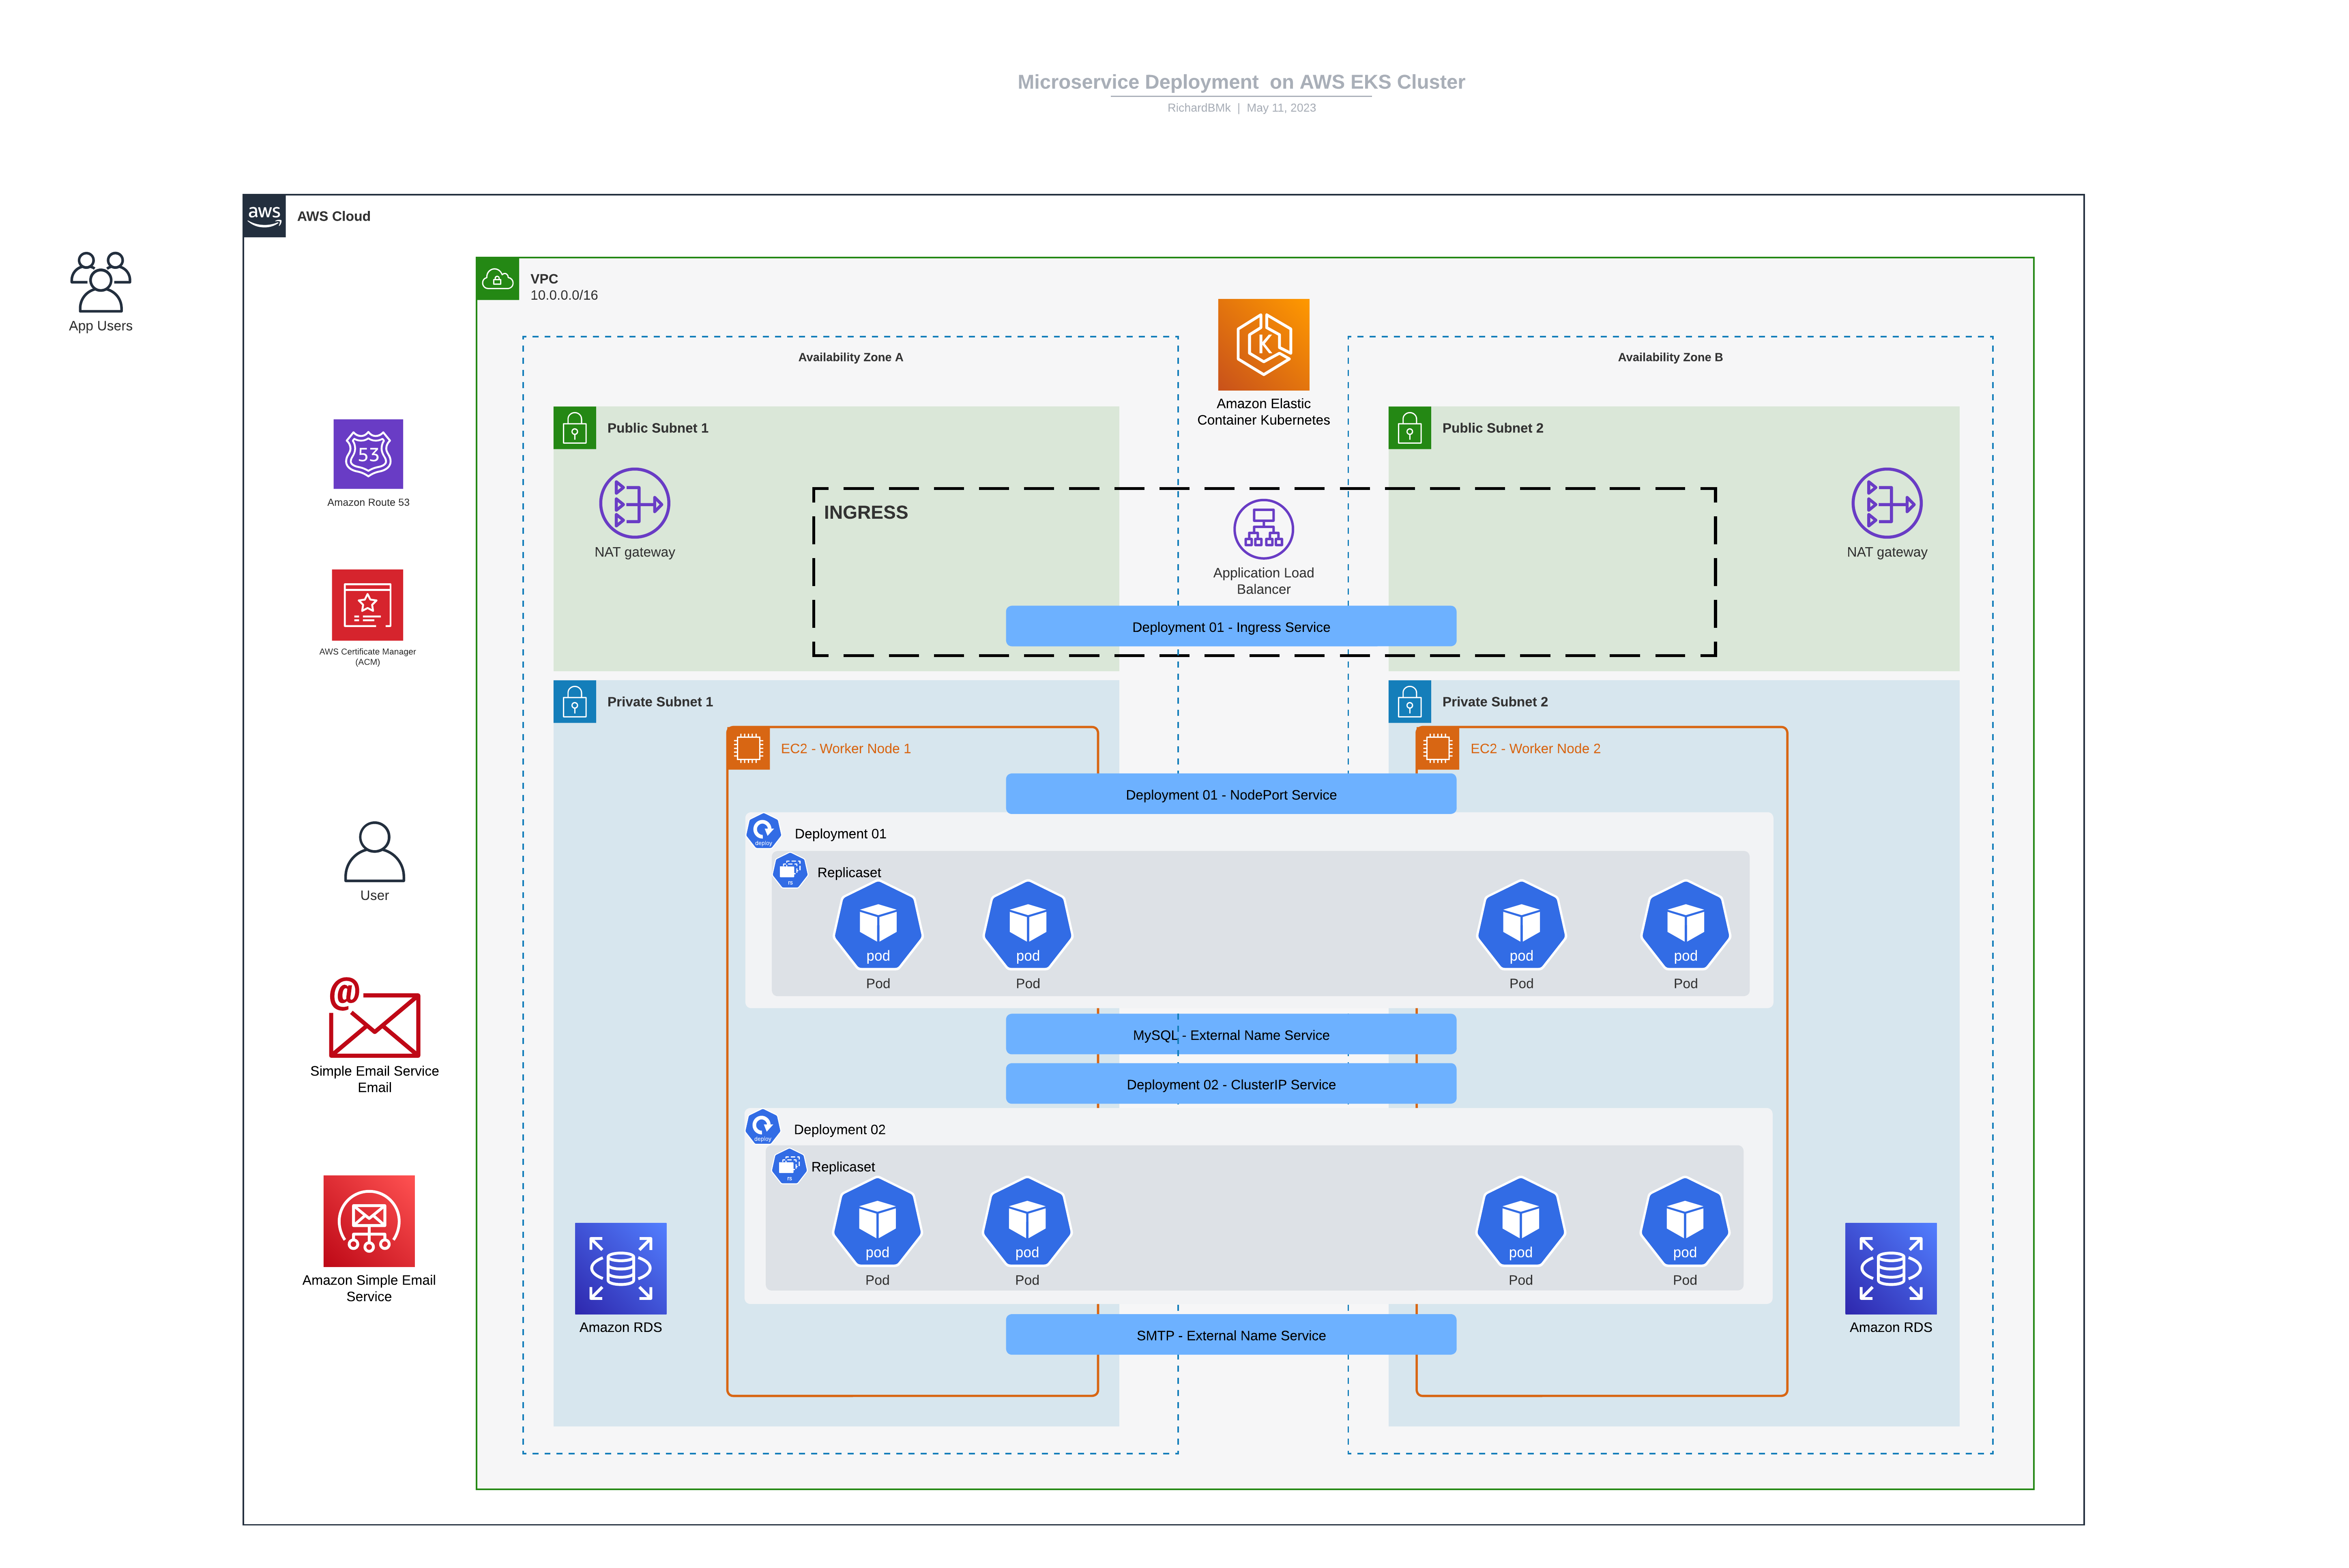 Microservice Deployment  on AWS EKS Cluster
RichardBMk  |  May 11, 2023
aws
AWS Cloud
App Users
VPC
10.0.0.0/16
Availability Zone A
Availability Zone B
K
Amazon Elastic
Container Kubernetes
Public Subnet 1
Public Subnet 2
53
Amazon Route 53
NAT gateway
INGRESS
Application Load
Balancer
NAT gateway
AWS Certificate Manager
(ACM)
Deployment 01 - Ingress Service
Private Subnet 1
Private Subnet 2
EC2 - Worker Node 1
EC2 - Worker Node 2
Deployment 01 - NodePort Service
User
deploy
Deployment 01
rs
Replicaset
pod
Pod
pod
Pod
pod
Pod
pod
Pod
@
Simple Email Service
Email
MySQL - External Name Service
Deployment 02 - ClusterIP Service
deploy
Deployment 02
rs
Replicaset
pod
Pod
pod
Pod
pod
Pod
pod
Pod
Amazon Simple Email
Service
Amazon RDS
Amazon RDS
SMTP - External Name Service